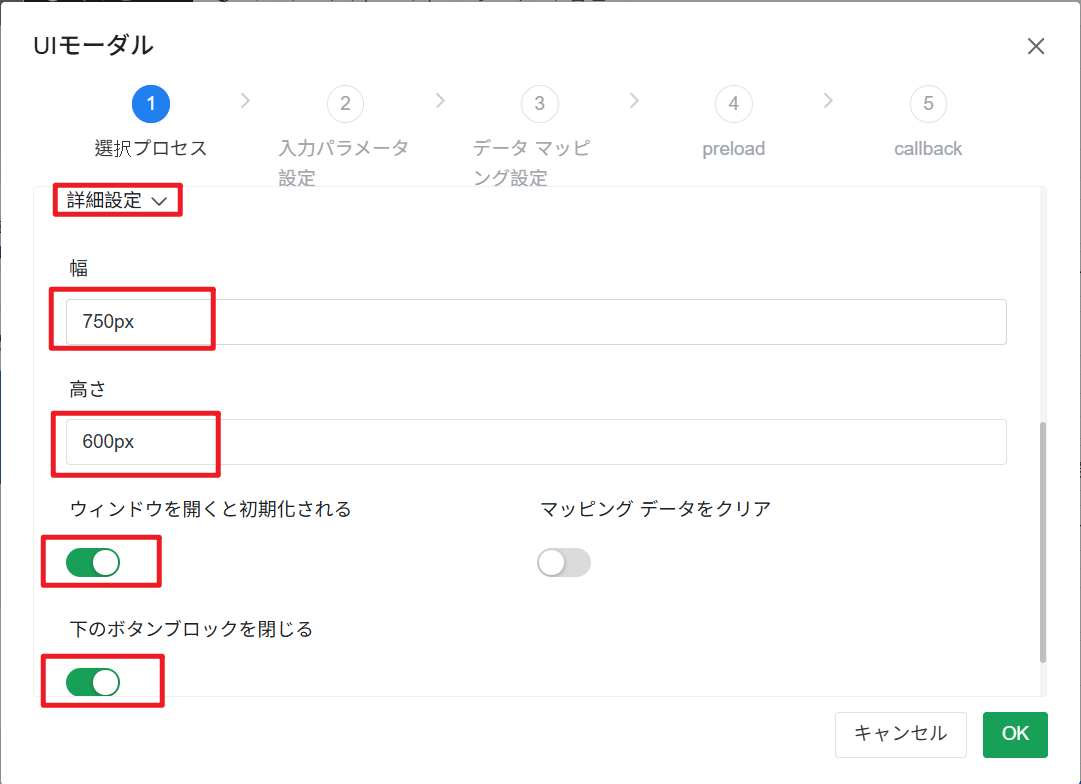 UIモーダル
1
2
3
4
5
選択プロセス
入力パラメータ
設定
データ マッピ
ング設定
preload
callback
詳細設定
幅
750px
高さ
600px
ウィンドウを開くと初期化される
マッピング データをクリア
下のボタンブロックを閉じる
キャンセル
OK